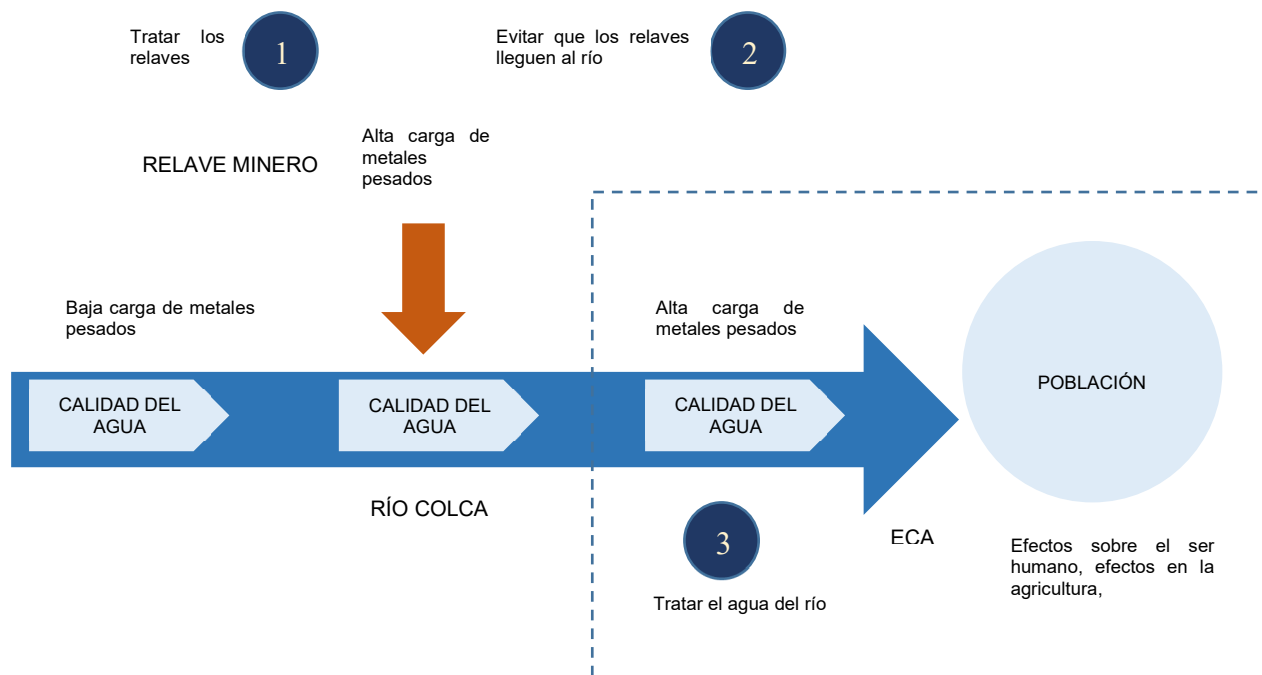 Tratar los
relaves
1
Evitar que los relaves
lleguen al río
2
RELAVE MINERO
Alta carga de
metales
pesados
Baja carga de metales
pesados
Alta carga de
metales pesados
CALIDAD DEL
AGUA
CALIDAD DEL
AGUA
CALIDAD DEL
AGUA
POBLACIÓN
RÍO COLCA
3
ECA
Tratar el agua del río
Efectos sobre el ser
humano, efectos en la
agricultura,